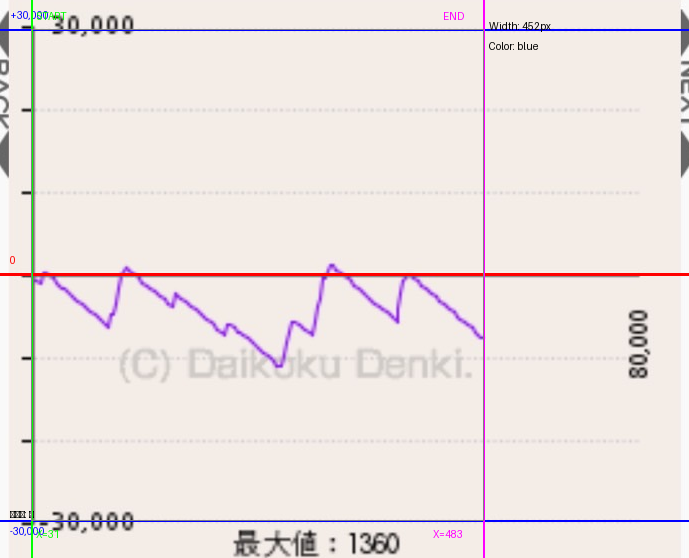 +30,000
START
30,000
END
Width: 452px
Color: blue
BACK
NEXT
0
80,000
(C) Daikoku Denki.
-30,000
-30,000
最大値：1360
X=483